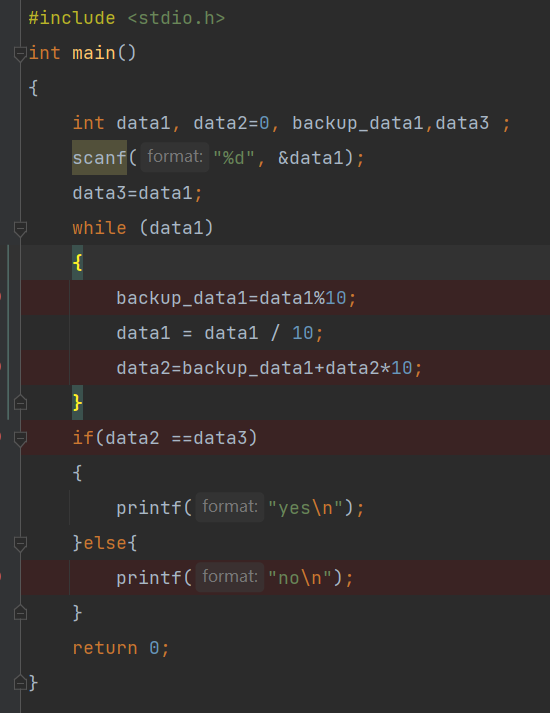 #include <stdio.h>
int main()
{
    int data1, data2=0, backup_data1,data3 ;
    scanf( format: "%d", &data1);
    data3=data1;
    while (data1)
    {
        backup_data1=data1%10;
        data1 = data1 / 10;
        data2=backup_data1+data2*10;
    }
    if(data2 ==data3)
    {
        printf( format: "yes\n");
    }else{
        printf( format: "no\n");
    }
    return 0;
}